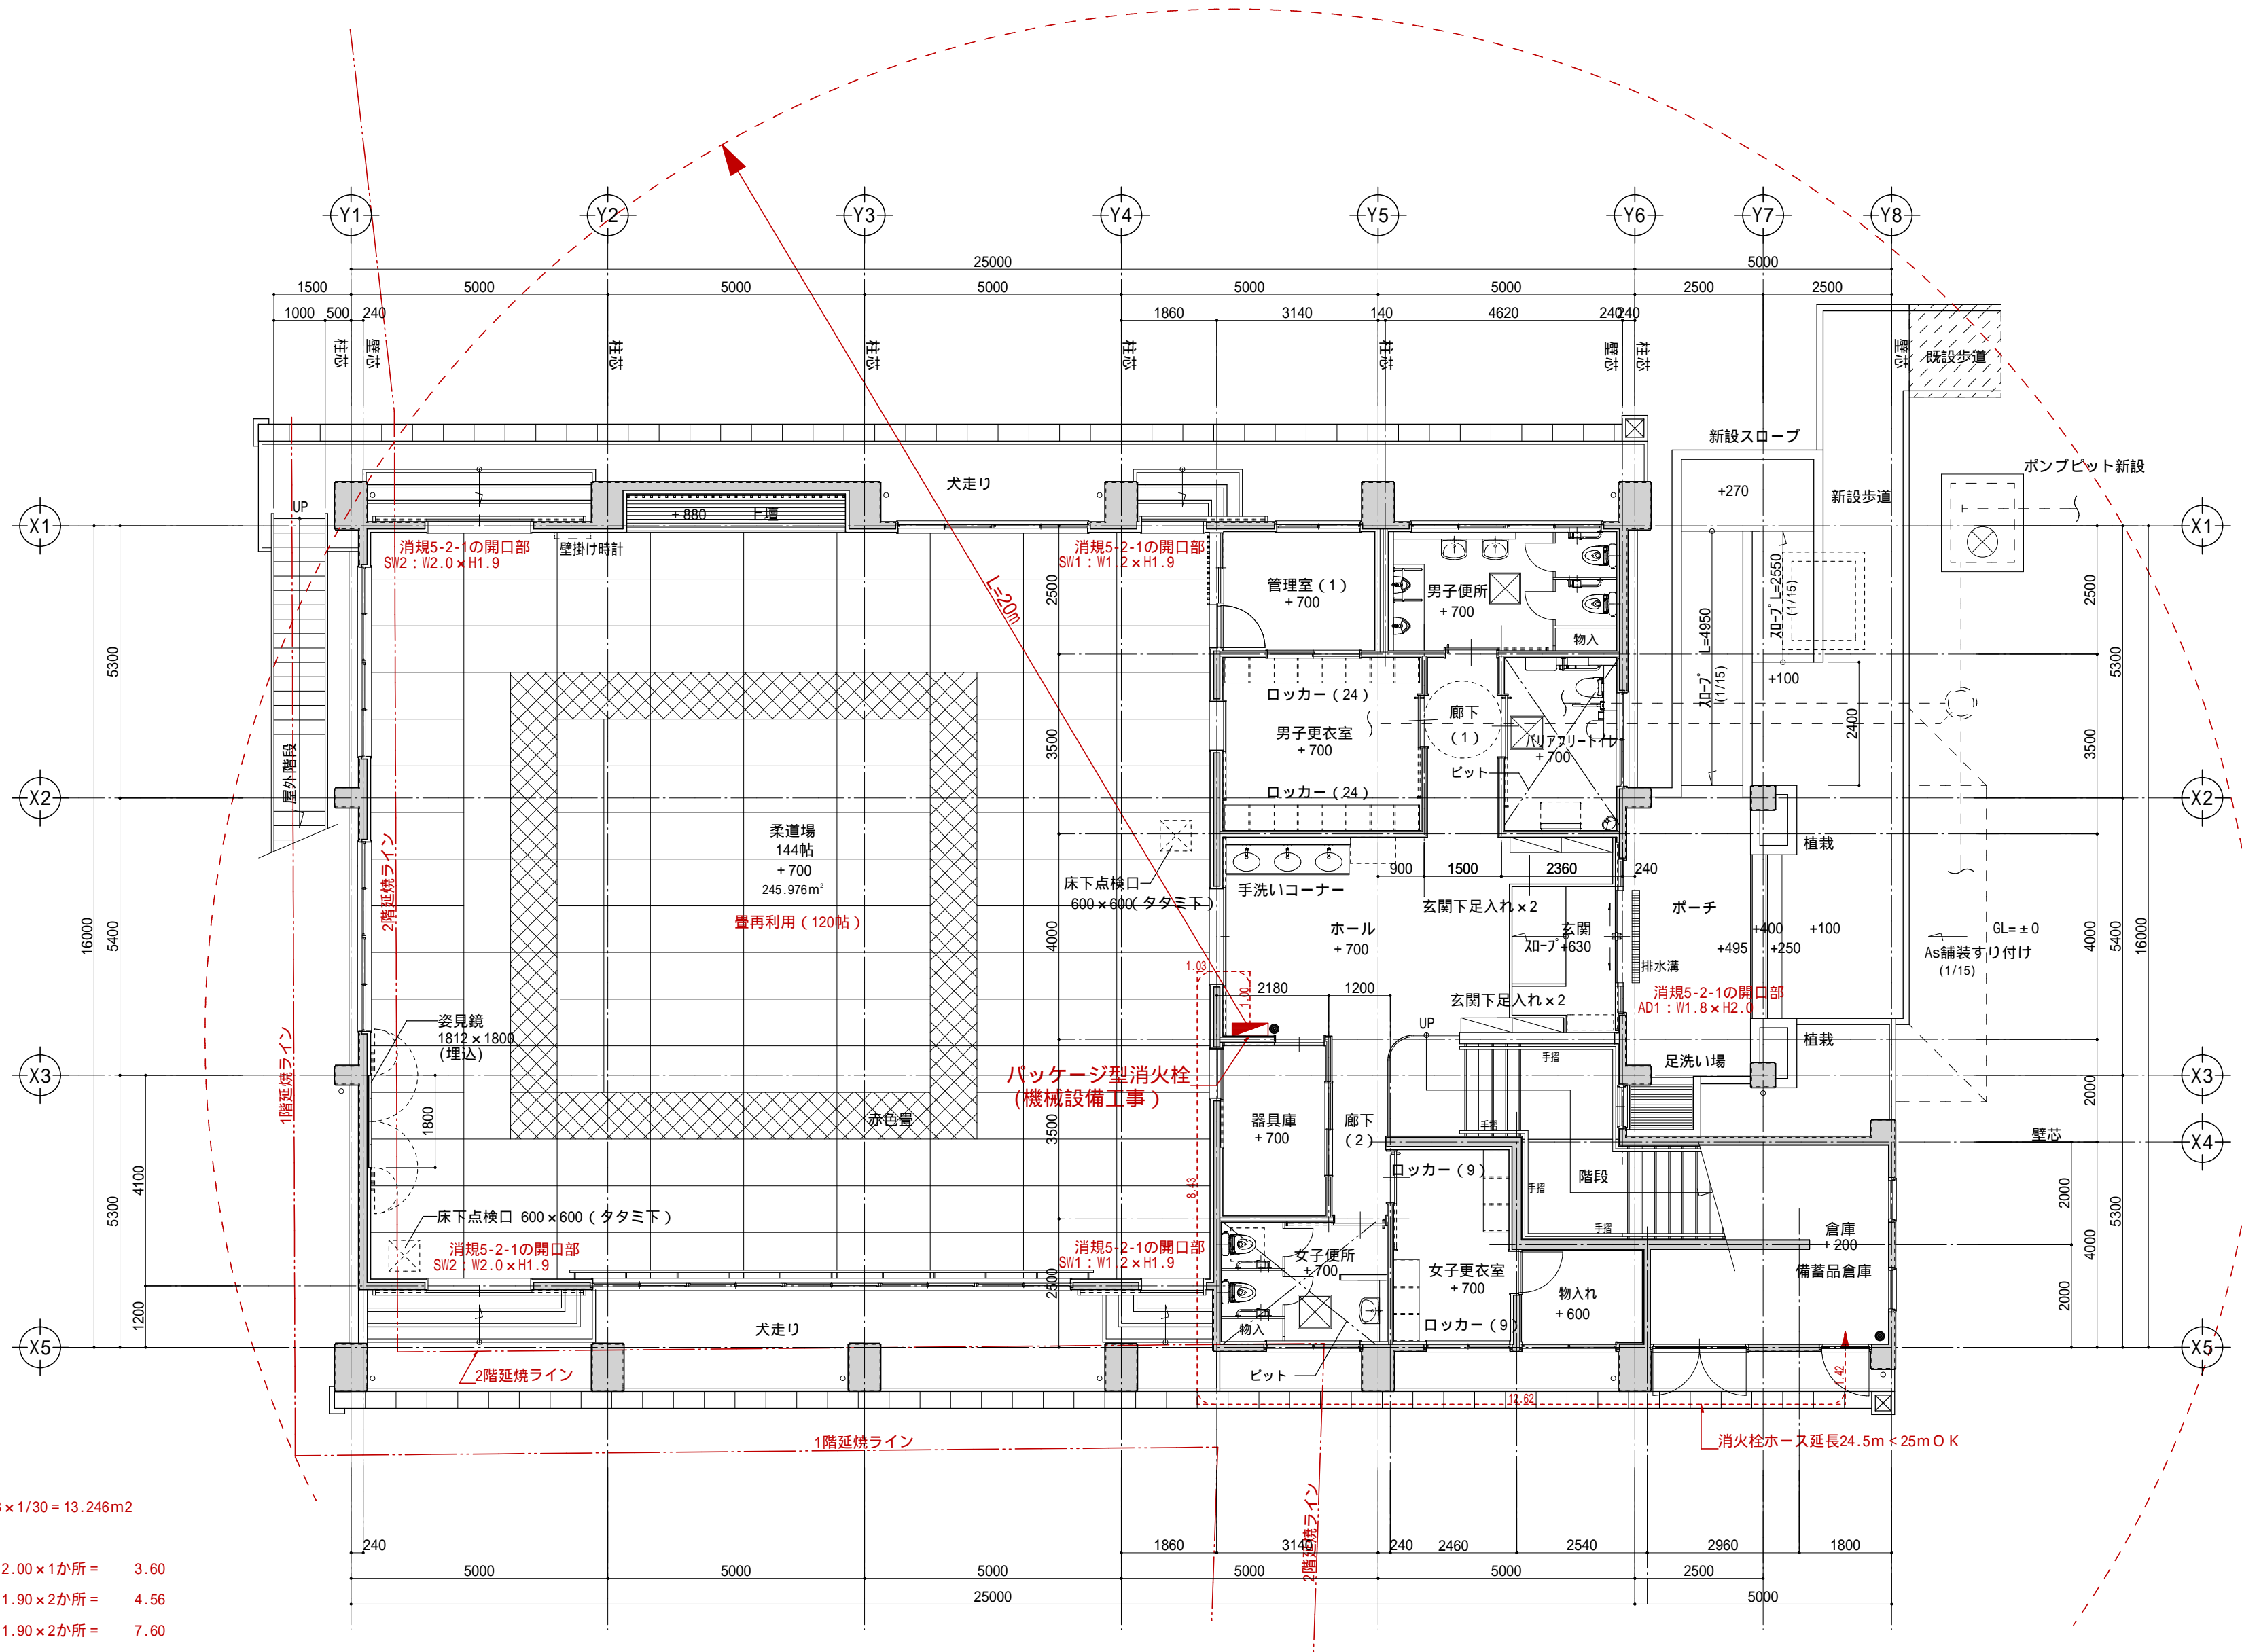 Y1
Y2
Y3
Y4
Y5
Y6
Y7
Y8
25000
5000
1500
5000
5000
5000
5000
5000
2500
2500
1000
500
240
1860
3140
140
4620
240
240
柱芯
壁芯
柱芯
柱芯
柱芯
柱芯
壁芯
柱芯
壁芯
既設歩道
新設スロープ
ポンプピット新設
犬走り
+270
新設歩道
UP
+880
上壇
X1
X1
消規5-2-1の開口部
SW2：W2.0×H1.9
壁掛け時計
消規5-2-1の開口部
SW1：W1.2×H1.9
L=20m
2500
管理室（1）
+700
男子便所
+700
物入
スロープ L=2550
(1/15)
スロープ L=4950
(1/15)
2500
5300
5300
+100
2400
ロッカー（24）
男子更衣室
+700
ロッカー（24）
廊下
（1）
バリアフリートイレ
+700
ピット
3500
3500
屋外階段
X2
X2
2階延焼ライン
柔道場
144帖
+700
245.976㎡
畳再利用（120帖）
床下点検口
600×600(タタミ下)
手洗いコーナー
900
1500
2360
240
植栽
玄関下足入れ×2
ホール
+700
玄関
スロープ+630
ポーチ
+495
+400
+250
+100
GL=±0
As舗装すり付け
(1/15)
排水溝
16000
5400
4000
4000
5400
16000
1.03
1.00
2180
1200
玄関下足入れ×2
消規5-2-1の開口部
AD1：W1.8×H2.0
姿見鏡
1812×1800
(埋込)
1階延焼ライン
UP
手摺
植栽
足洗い場
X3
X3
パッケージ型消火栓
(機械設備工事)
1800
赤色畳
3500
器具庫
+700
廊下
（2）
手摺
2000
壁芯
X4
ロッカー（9）
階段
手摺
手摺
8.43
4100
5300
床下点検口 600×600（タタミ下）
消規5-2-1の開口部
SW2：W2.0×H1.9
消規5-2-1の開口部
SW1：W1.2×H1.9
2500
女子便所
+700
物入
女子更衣室
+700
ロッカー（9）
物入れ
+600
倉庫
+200
備蓄品倉庫
2000
2000
4000
5300
1200
X5
X5
犬走り
2階延焼ライン
ピット
1.42
12.62
1階延焼ライン
消火栓ホース延長24.5m＜25mOK
2階延焼ライン
×1/30＝13.246m2
240
1860
3140
240
2460
2540
2960
1800
2.00×1か所＝ 3.60
5000
5000
5000
5000
5000
2500
1.90×2か所＝ 4.56
25000
5000
1.90×2か所＝ 7.60